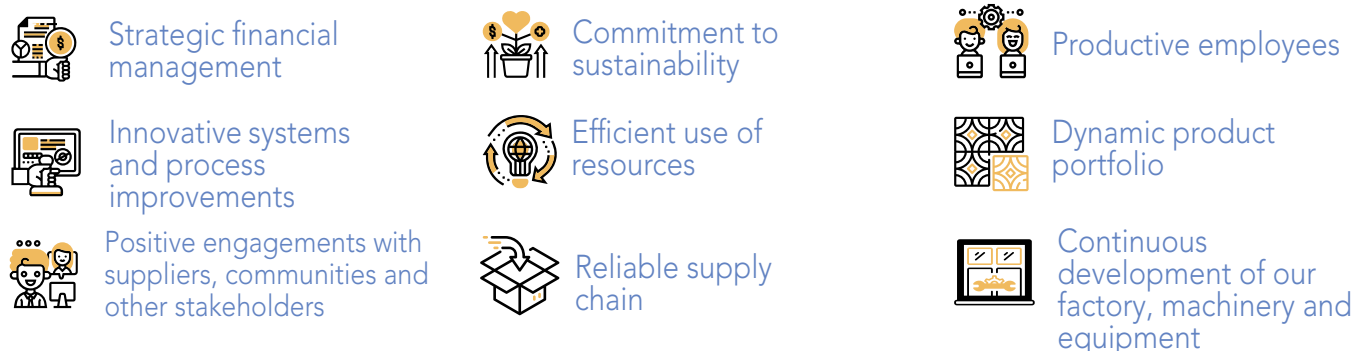 Strategic financial
management
Commitment to
sustainability
Productive employees
Innovative systems
and process
improvements
Efficient use of
resources
Dynamic product
portfolio
Positive engagements with
suppliers, communities and
other stakeholders
Reliable supply
chain
Continuous
development of our
factory, machinery and
equipment